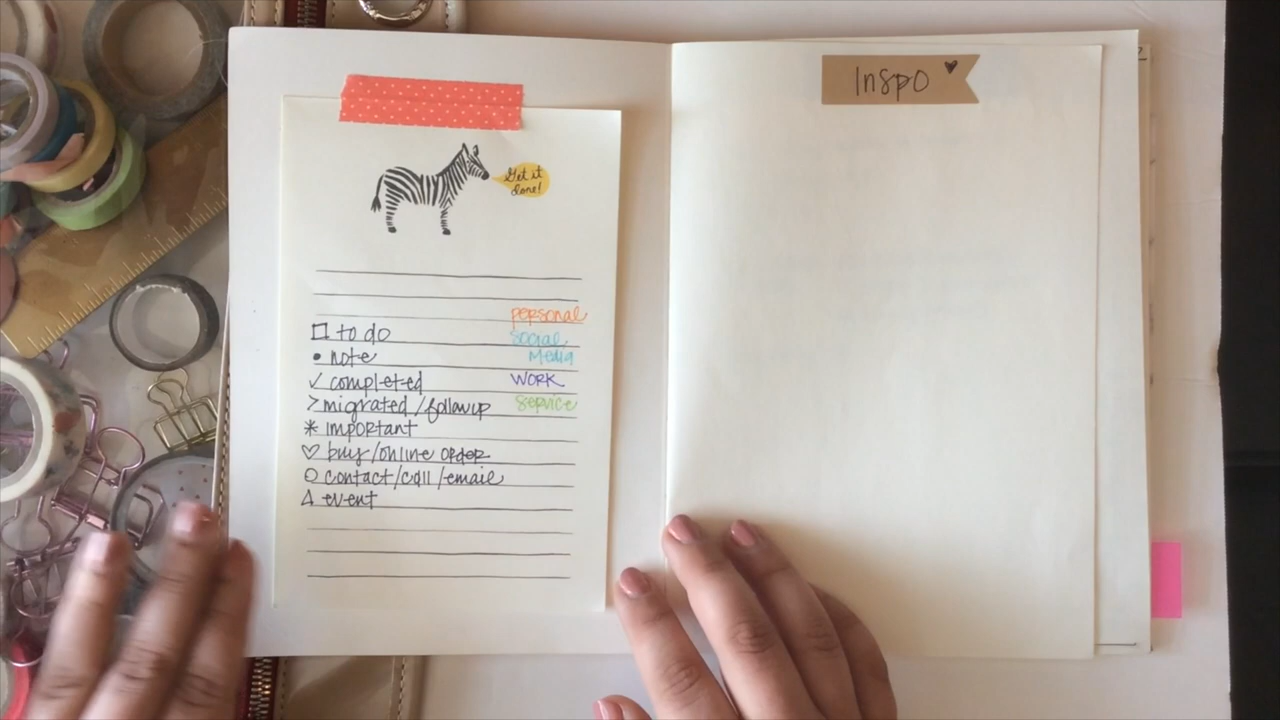 Get it
done!
personal
□ to do
social
• note
Media
✓ completed
WORK
> migrated/followup
service
* important
♡ buy/online order
○ contact/call/email
△ event
Inspo ♥